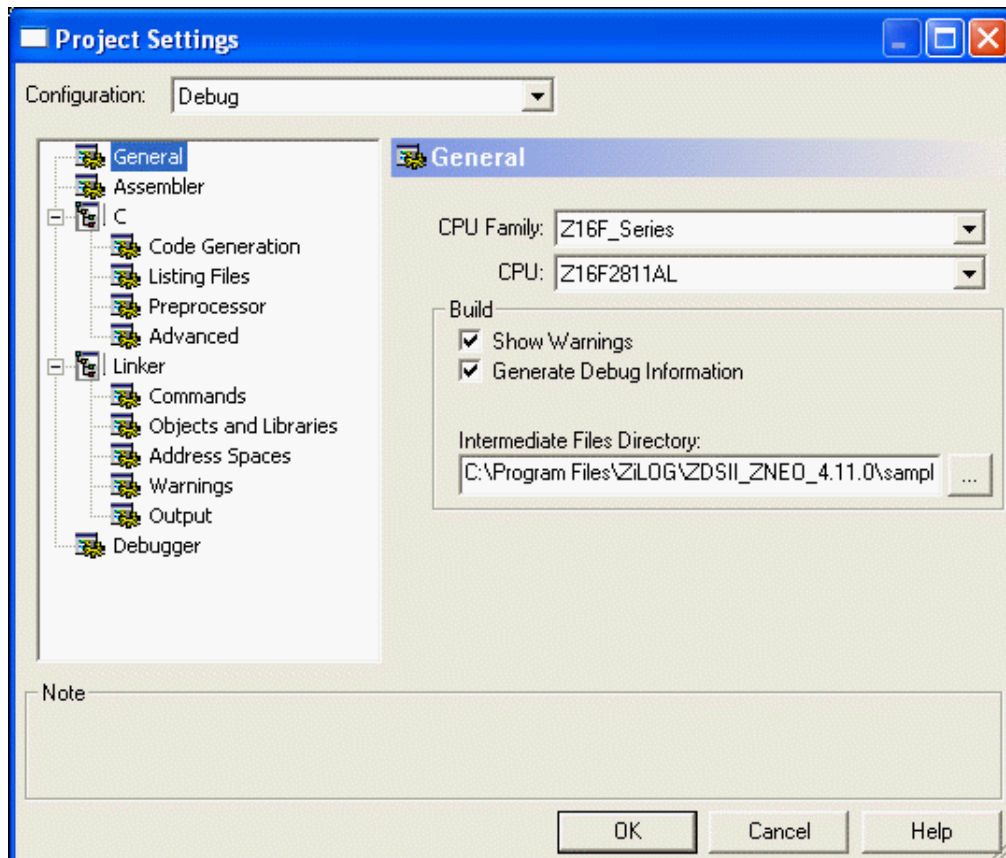 Project Settings
Configuration: Debug
General
Assembler
C
Code Generation
Listing Files
Preprocessor
Advanced
Linker
Commands
Objects and Libraries
Address Spaces
Warnings
Output
Debugger
General
CPU Family: Z16F_Series
CPU: Z16F2811AL
Build
Show Warnings
Generate Debug Information
Intermediate Files Directory:
C:\Program Files\ZiLOG\ZDSII_ZNEO_4.11.0\sampl ...
Note
OK Cancel Help